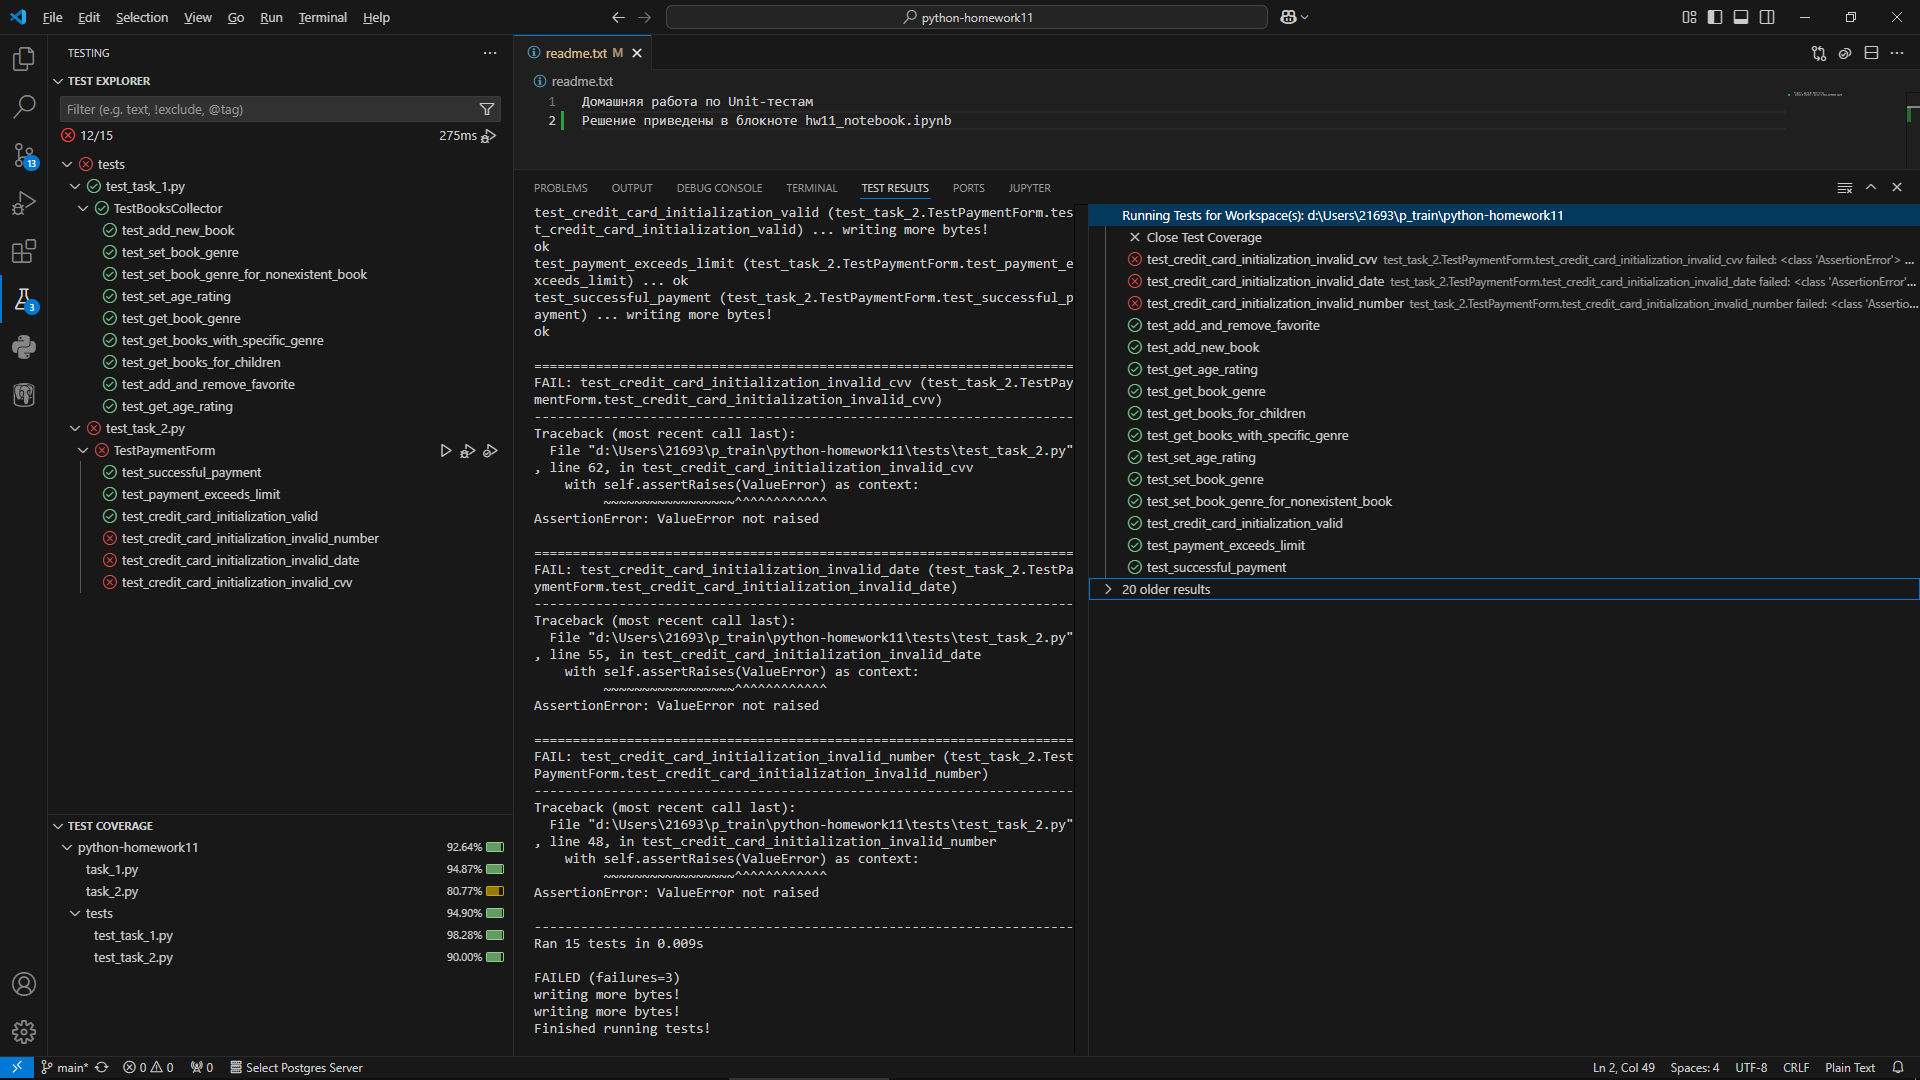 File Edit Selection View Go Run Terminal Help
python-homework11
TESTING
TEST EXPLORER
Filter (e.g. text, !exclude, @tag)
12/15 275ms
tests
test_task_1.py
TestBooksCollector
test_add_new_book
test_set_book_genre
test_set_book_genre_for_nonexistent_book
test_set_age_rating
test_get_book_genre
test_get_books_with_specific_genre
test_get_books_for_children
test_add_and_remove_favorite
test_get_age_rating
test_task_2.py
TestPaymentForm
test_successful_payment
test_payment_exceeds_limit
test_credit_card_initialization_valid
test_credit_card_initialization_invalid_number
test_credit_card_initialization_invalid_date
test_credit_card_initialization_invalid_cvv
13
3
TEST COVERAGE
python-homework11 92.64%
task_1.py 94.87%
task_2.py 80.77%
tests 94.90%
test_task_1.py 98.28%
test_task_2.py 90.00%
readme.txt M
readme.txt
1 Домашняя работа по Unit-тестам
2 Решение приведены в блокноте hw11_notebook.ipynb
PROBLEMS OUTPUT DEBUG CONSOLE TERMINAL TEST RESULTS PORTS JUPYTER
test_credit_card_initialization_valid (test_task_2.TestPaymentForm.tes
t_credit_card_initialization_valid) ... writing more bytes!
ok
test_payment_exceeds_limit (test_task_2.TestPaymentForm.test_payment_e
xceeds_limit) ... ok
test_successful_payment (test_task_2.TestPaymentForm.test_successful_p
ayment) ... writing more bytes!
ok
======================================================================
FAIL: test_credit_card_initialization_invalid_cvv (test_task_2.TestPay
mentForm.test_credit_card_initialization_invalid_cvv)
----------------------------------------------------------------------
Traceback (most recent call last):
File "d:\Users\21693\p_train\python-homework11\tests\test_task_2.py"
, line 62, in test_credit_card_initialization_invalid_cvv
with self.assertRaises(ValueError) as context:
~~~~~~~~~~~~~~~~~^^^^^^^^^^^^
AssertionError: ValueError not raised
======================================================================
FAIL: test_credit_card_initialization_invalid_date (test_task_2.TestPa
ymentForm.test_credit_card_initialization_invalid_date)
----------------------------------------------------------------------
Traceback (most recent call last):
File "d:\Users\21693\p_train\python-homework11\tests\test_task_2.py"
, line 55, in test_credit_card_initialization_invalid_date
with self.assertRaises(ValueError) as context:
~~~~~~~~~~~~~~~~~^^^^^^^^^^^^
AssertionError: ValueError not raised
======================================================================
FAIL: test_credit_card_initialization_invalid_number (test_task_2.Test
PaymentForm.test_credit_card_initialization_invalid_number)
----------------------------------------------------------------------
Traceback (most recent call last):
File "d:\Users\21693\p_train\python-homework11\tests\test_task_2.py"
, line 48, in test_credit_card_initialization_invalid_number
with self.assertRaises(ValueError) as context:
~~~~~~~~~~~~~~~~~^^^^^^^^^^^^
AssertionError: ValueError not raised
----------------------------------------------------------------------
Ran 15 tests in 0.009s
FAILED (failures=3)
writing more bytes!
writing more bytes!
Finished running tests!
Running Tests for Workspace(s): d:\Users\21693\p_train\python-homework11
Close Test Coverage
test_credit_card_initialization_invalid_cvv test_task_2.TestPaymentForm.test_credit_card_initialization_invalid_cvv failed: <class 'AssertionError'> ...
test_credit_card_initialization_invalid_date test_task_2.TestPaymentForm.test_credit_card_initialization_invalid_date failed: <class 'AssertionError'...
test_credit_card_initialization_invalid_number test_task_2.TestPaymentForm.test_credit_card_initialization_invalid_number failed: <class 'Assertio...
test_add_and_remove_favorite
test_add_new_book
test_get_age_rating
test_get_book_genre
test_get_books_for_children
test_get_books_with_specific_genre
test_set_age_rating
test_set_book_genre
test_set_book_genre_for_nonexistent_book
test_credit_card_initialization_valid
test_payment_exceeds_limit
test_successful_payment
20 older results
main* 0 0 0 Select Postgres Server Ln 2, Col 49 Spaces: 4 UTF-8 CRLF Plain Text